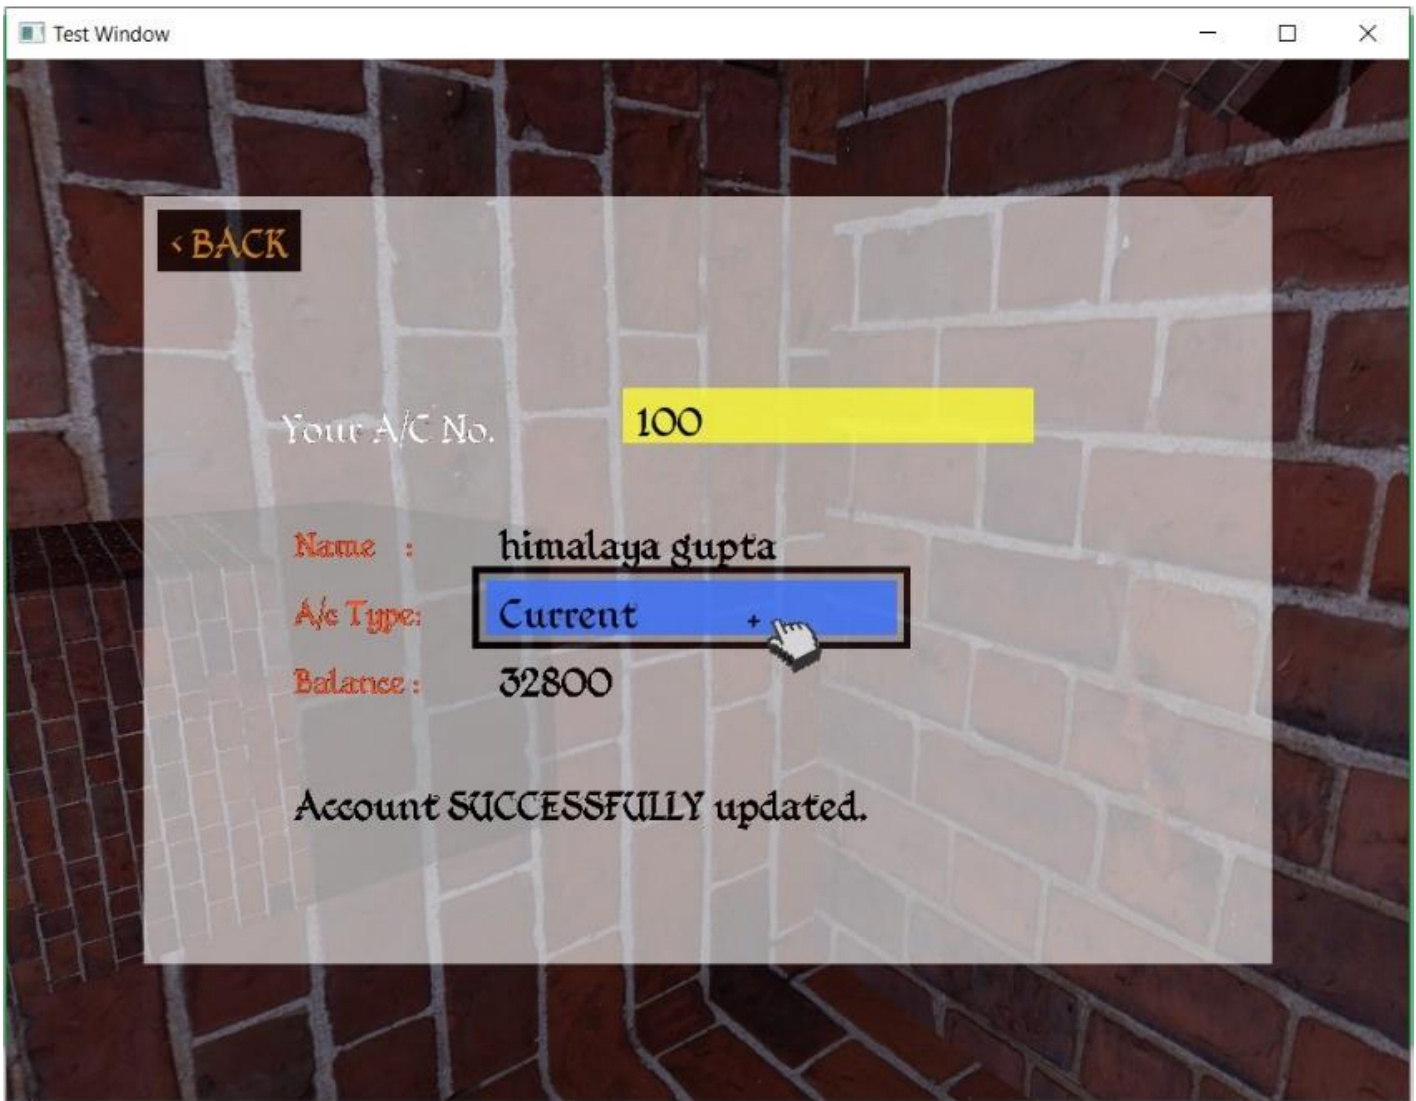 Test Window
< BACK
Your A/C No. 100
Name : himalaya gupta
A/c Type: Current +
Balance : 32800
Account SUCCESSFULLY updated.